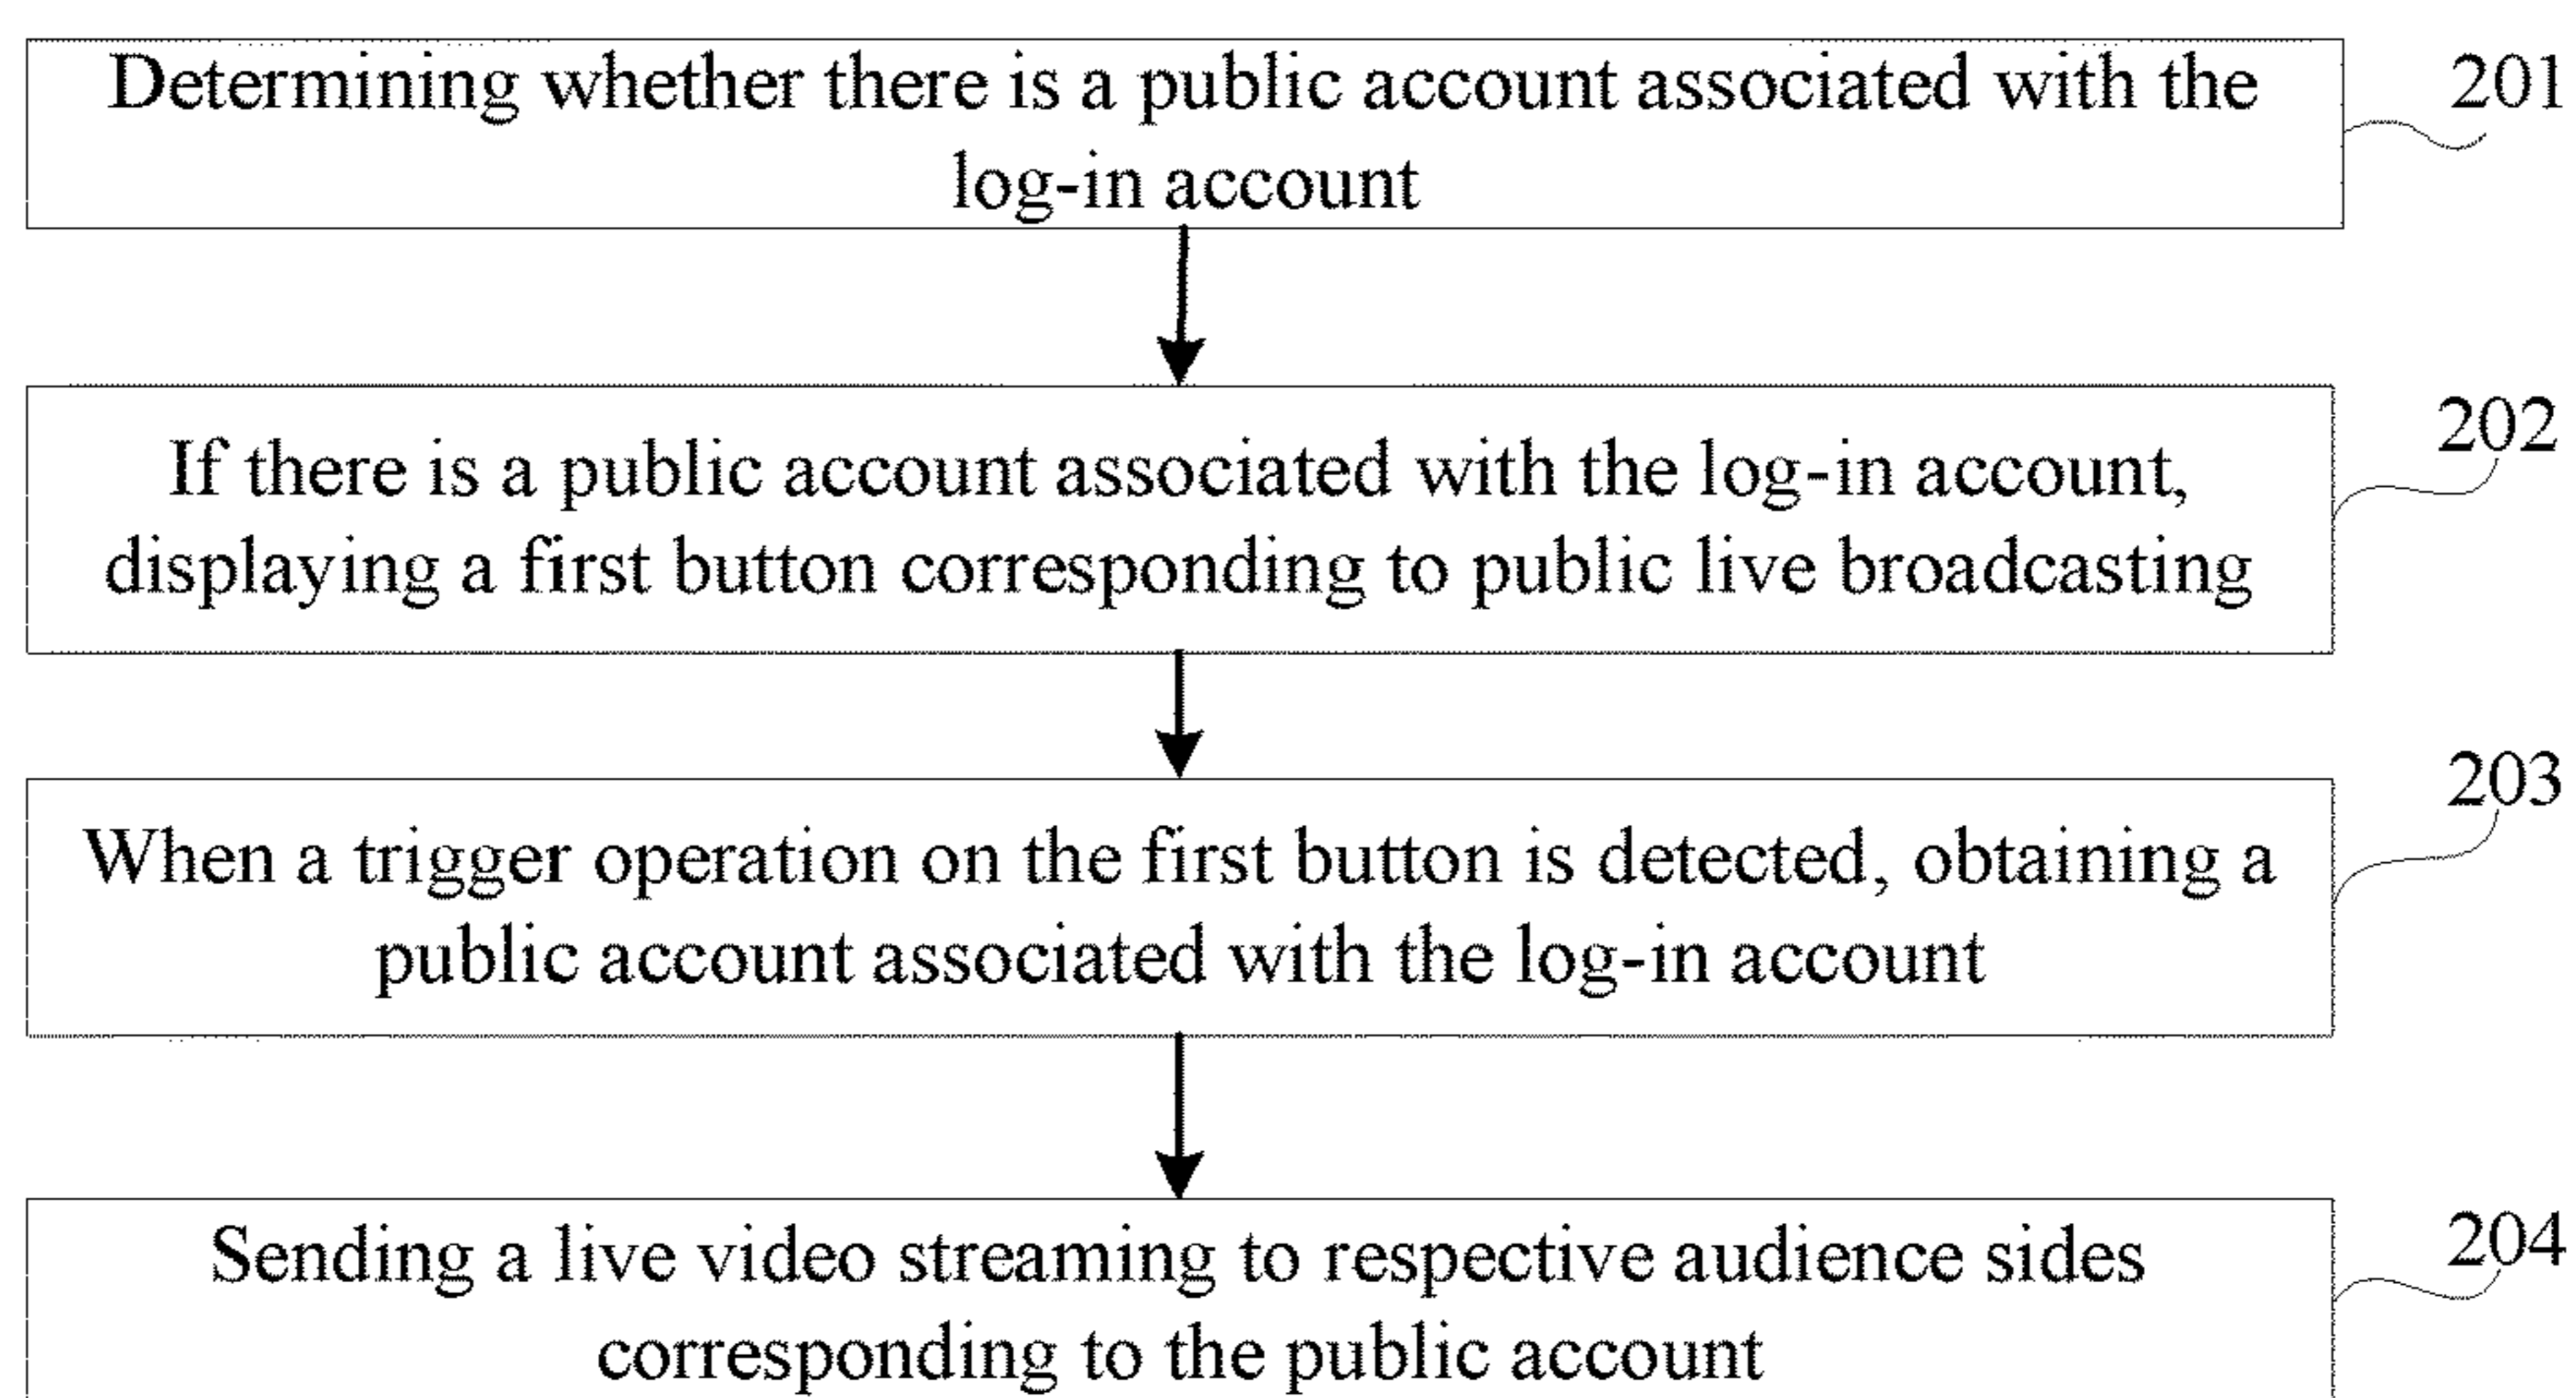 Determining whether there is a public account associated with the
log-in account
201
If there is a public account associated with the log-in account,
displaying a first button corresponding to public live broadcasting
202
When a trigger operation on the first button is detected, obtaining a
public account associated with the log-in account
203
Sending a live video streaming to respective audience sides
corresponding to the public account
204